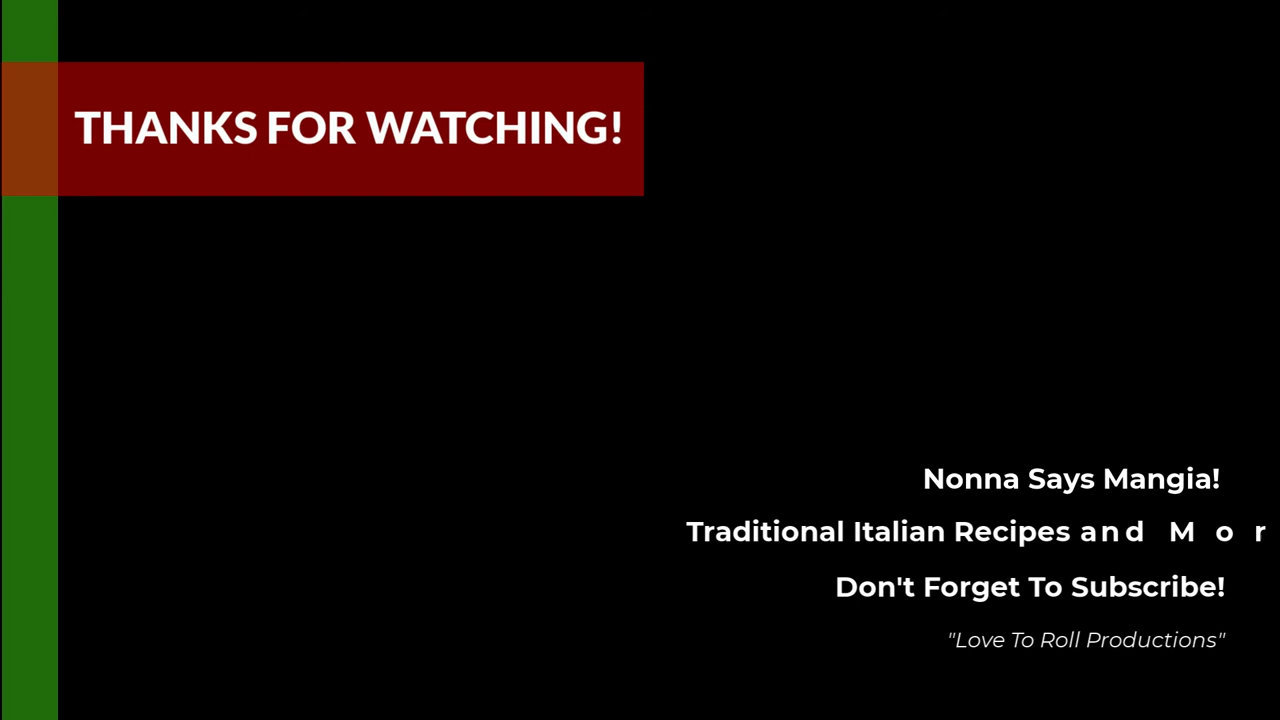 THANKS FOR WATCHING!
Nonna Says Mangia!
Traditional Italian Recipes and Mor
Don't Forget To Subscribe!
"Love To Roll Productions"